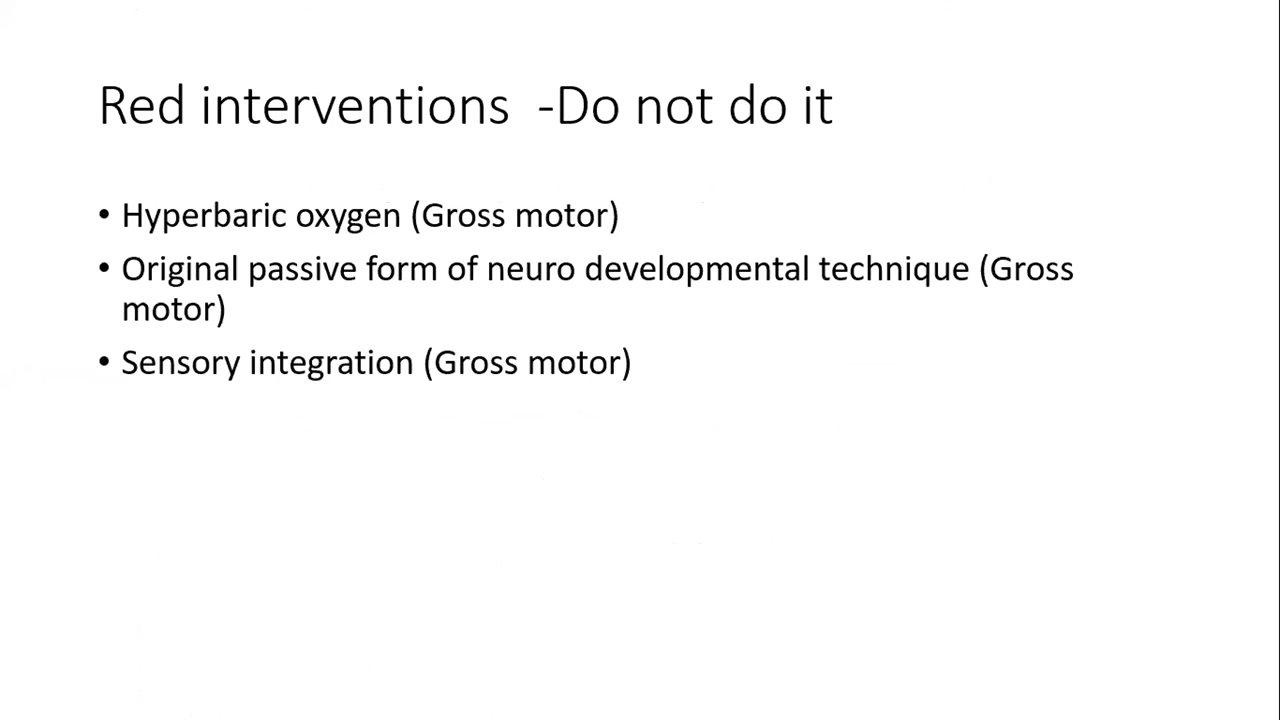 Red interventions  -Do not do it
• Hyperbaric oxygen (Gross motor)
• Original passive form of neuro developmental technique (Gross
motor)
• Sensory integration (Gross motor)